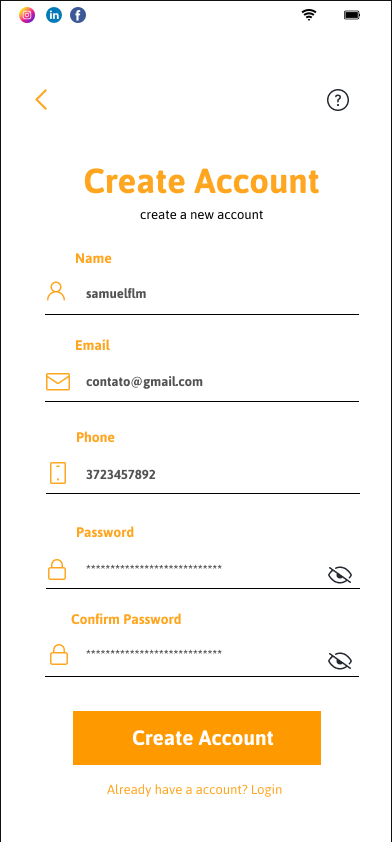 Create Account
create a new account
Name
samuelflm
Email
contato@gmail.com
Phone
3723457892
Password
****************************
Confirm Password
****************************
Create Account
Already have a account? Login